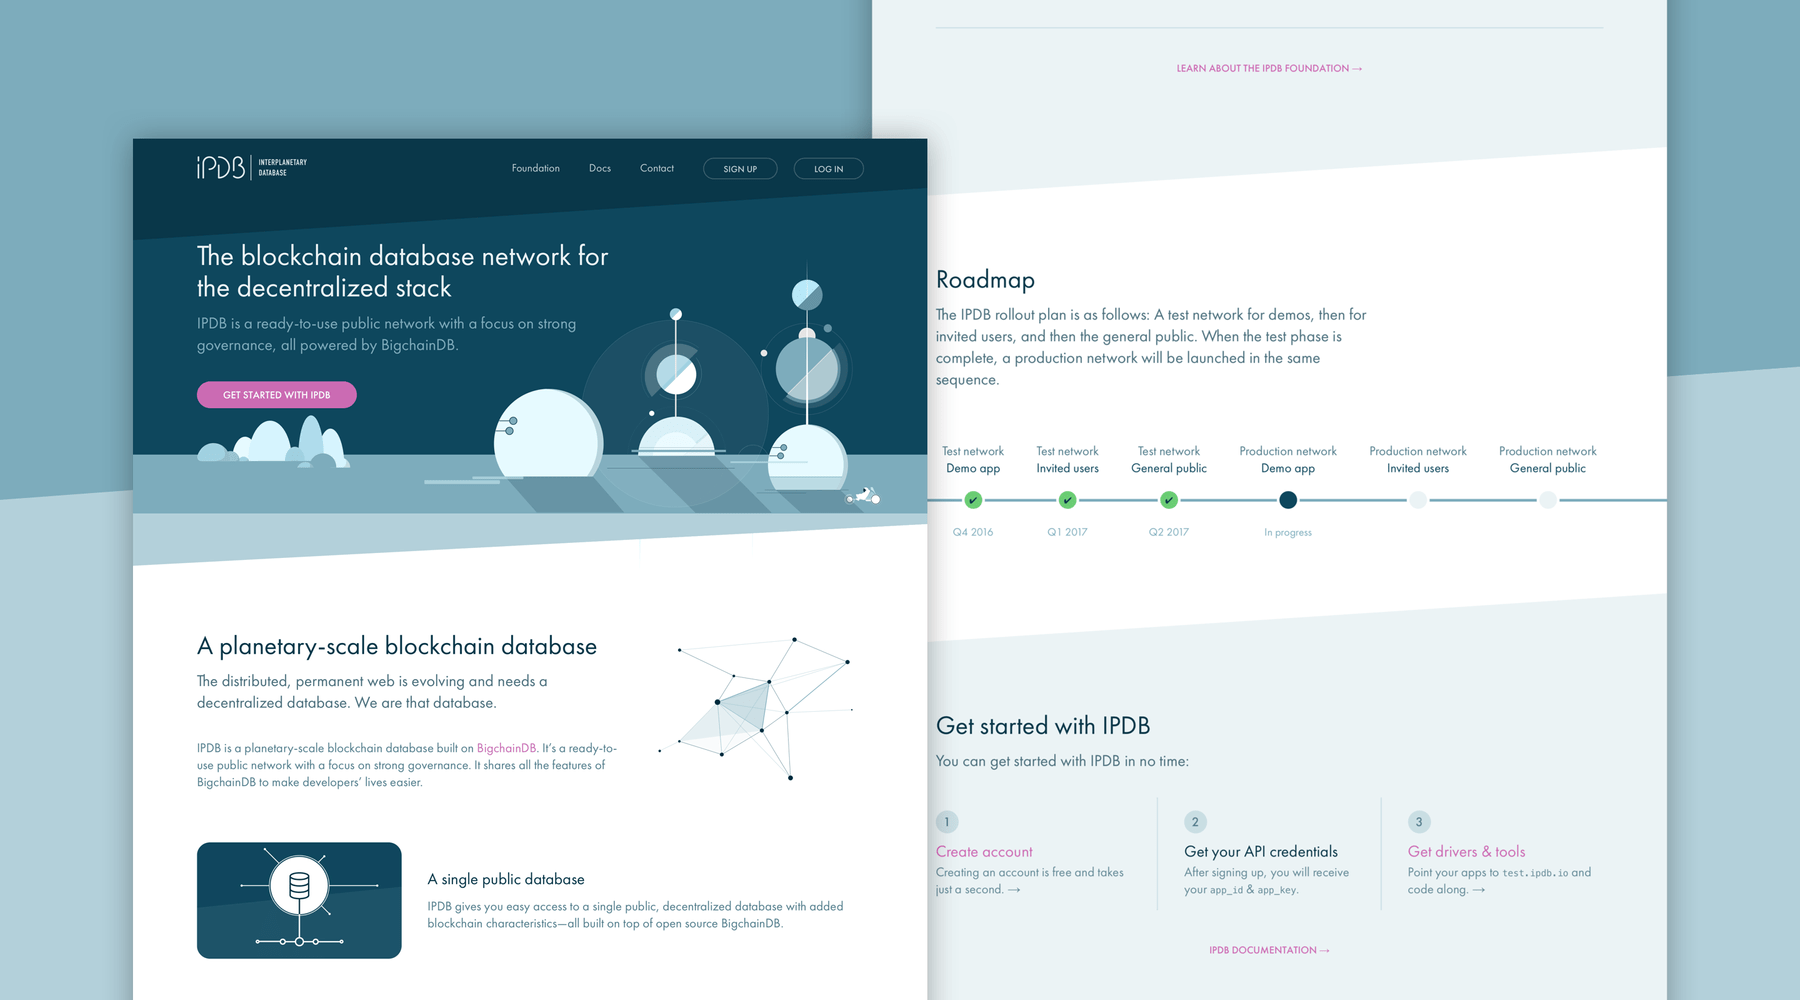 iPDB INTERPLANETARY
DATABASE
Foundation Docs Contact SIGN UP LOG IN
The blockchain database network for
the decentralized stack
IPDB is a ready-to-use public network with a focus on strong
governance, all powered by BigchainDB.
GET STARTED WITH IPDB
A planetary-scale blockchain database
The distributed, permanent web is evolving and needs a
decentralized database. We are that database.
IPDB is a planetary-scale blockchain database built on BigchainDB. It’s a ready-to-
use public network with a focus on strong governance. It shares all the features of
BigchainDB to make developers’ lives easier.
A single public database
IPDB gives you easy access to a single public, decentralized database with added
blockchain characteristics—all built on top of open source BigchainDB.
LEARN ABOUT THE IPDB FOUNDATION →
Roadmap
The IPDB rollout plan is as follows: A test network for demos, then for
invited users, and then the general public. When the test phase is
complete, a production network will be launched in the same
sequence.
Test network Test network Test network Production network Production network Production network
Demo app Invited users General public Demo app Invited users General public
Q4 2016 Q1 2017 Q2 2017 In progress
Get started with IPDB
You can get started with IPDB in no time:
1
Create account
Creating an account is free and takes
just a second. →
2
Get your API credentials
After signing up, you will receive
your app_id & app_key.
3
Get drivers & tools
Point your apps to test.ipdb.io and
code along. →
IPDB DOCUMENTATION →